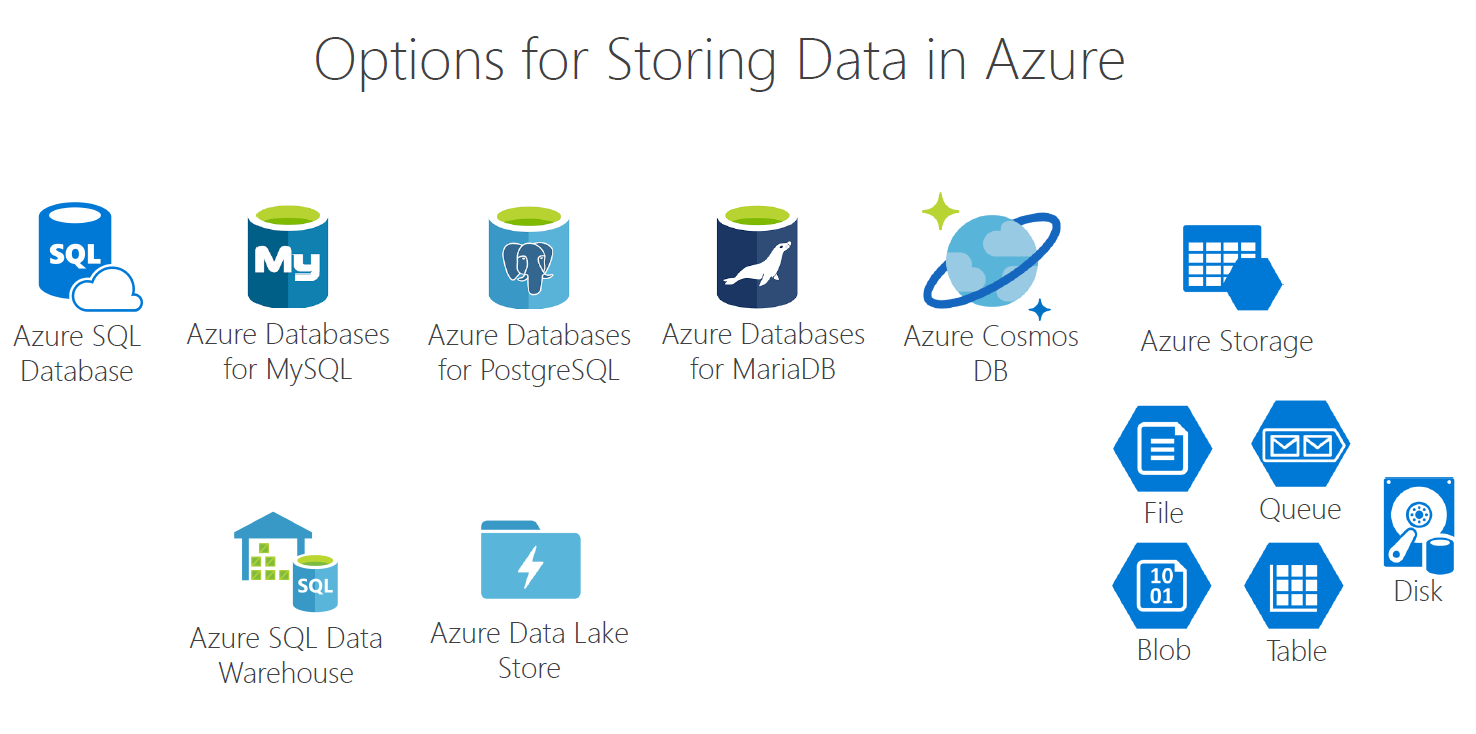 Options for Storing Data in Azure
SQL
My
Azure SQL
Database
Azure Databases
for MySQL
Azure Databases
for PostgreSQL
Azure Databases
for MariaDB
Azure Cosmos
DB
Azure Storage
File
Queue
10
01
Blob
Table
Disk
SQL
Azure SQL Data
Warehouse
Azure Data Lake
Store